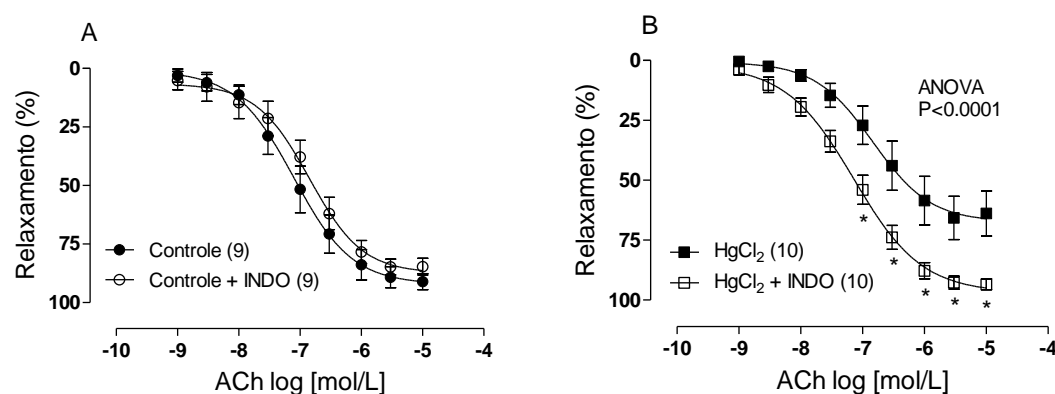 A
0
25
50
75
100
Relaxamento (%)
Controle (9)
Controle + INDO (9)
-10 -9 -8 -7 -6 -5 -4
ACh log [mol/L]
B
0
25
50
75
100
Relaxamento (%)
ANOVA
P<0.0001
HgCl₂ (10)
HgCl₂ + INDO (10)
* * * * *
-10 -9 -8 -7 -6 -5 -4
ACh log [mol/L]